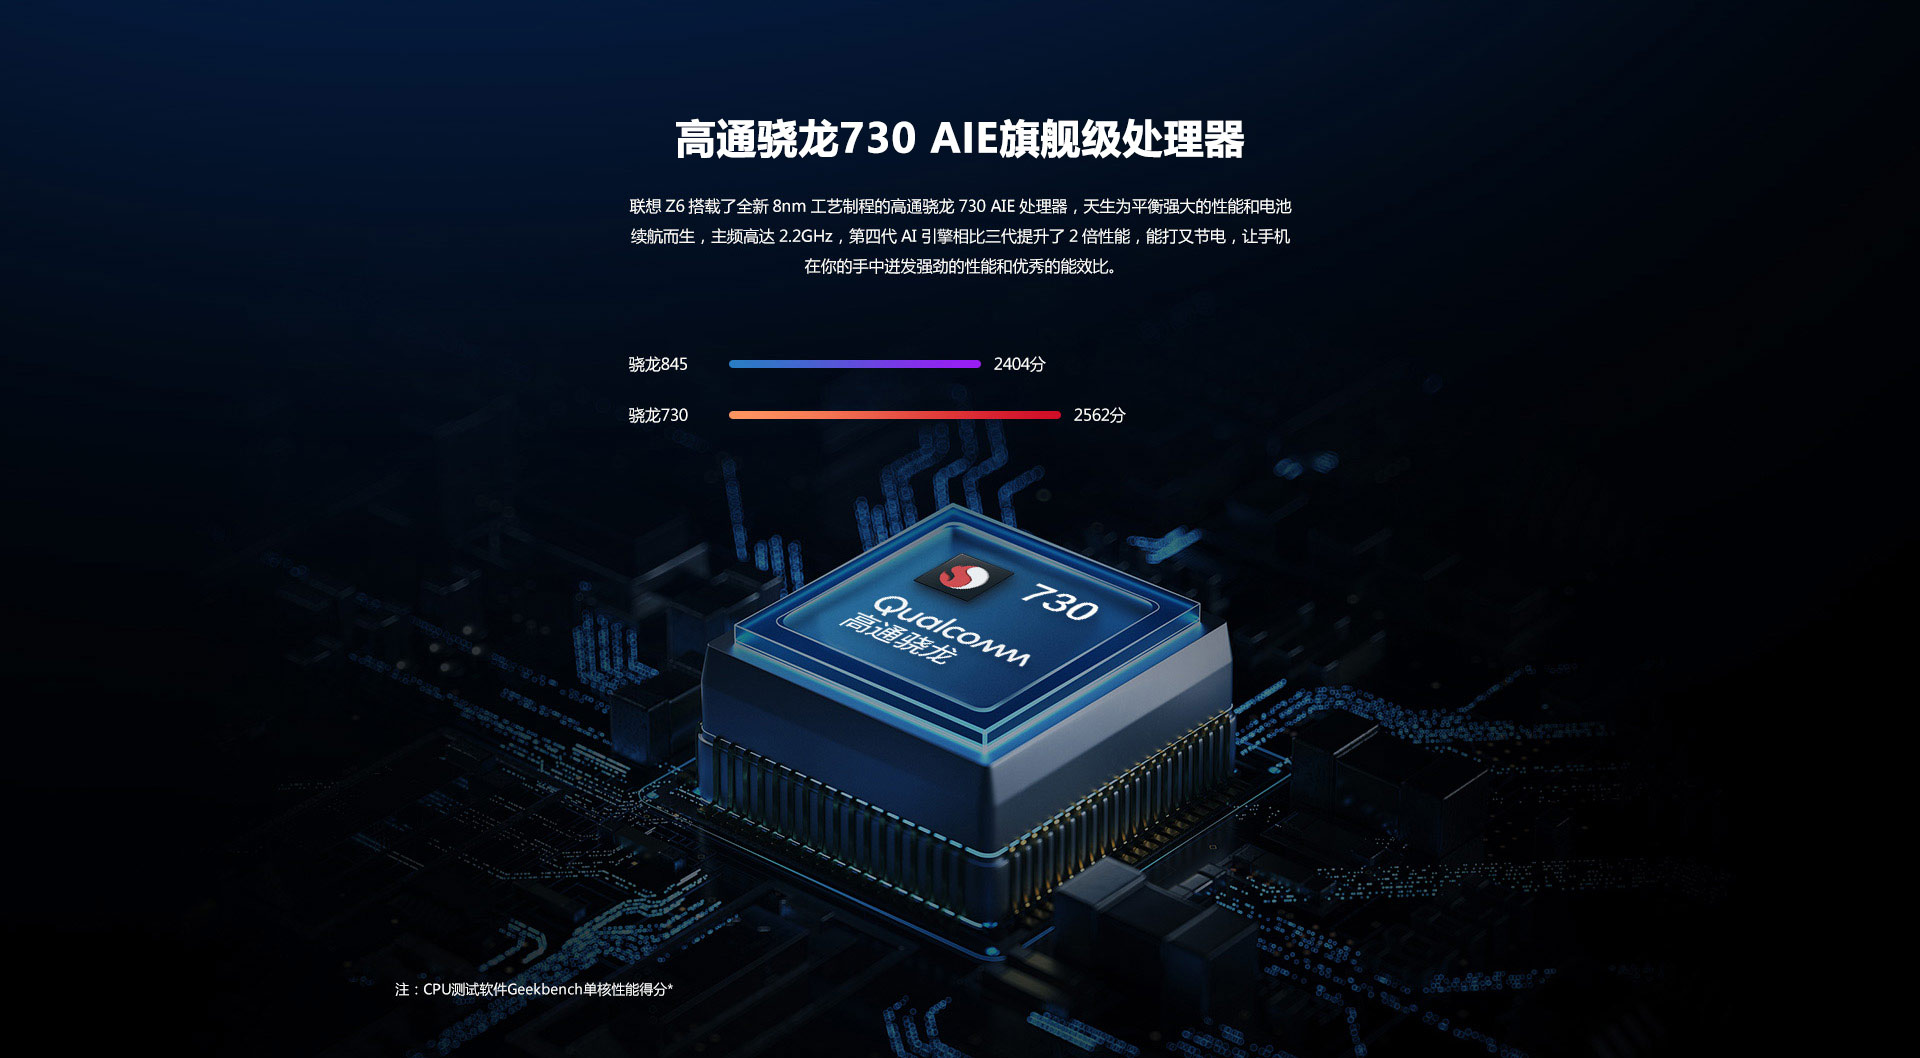 高通骁龙730 AIE旗舰级处理器
联想 Z6 搭载了全新 8nm 工艺制程的高通骁龙 730 AIE 处理器，天生为平衡强大的性能和电池
续航而生，主频高达 2.2GHz，第四代 AI 引擎相比三代提升了 2 倍性能，能打又节电，让手机
在你的手中迸发强劲的性能和优秀的能效比。
骁龙845 2404分
骁龙730 2562分
730
Qualcomm
高通骁龙
注：CPU测试软件Geekbench单核性能得分*